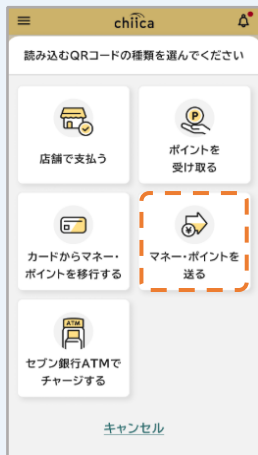 chiica
読み込むQRコードの種類を選んでください
店舗で支払う
P
ポイントを
受け取る
カードからマネー・
ポイントを移行する
¥
マネー・ポイントを
送る
ATM
セブン銀行ATMで
チャージする
キャンセル